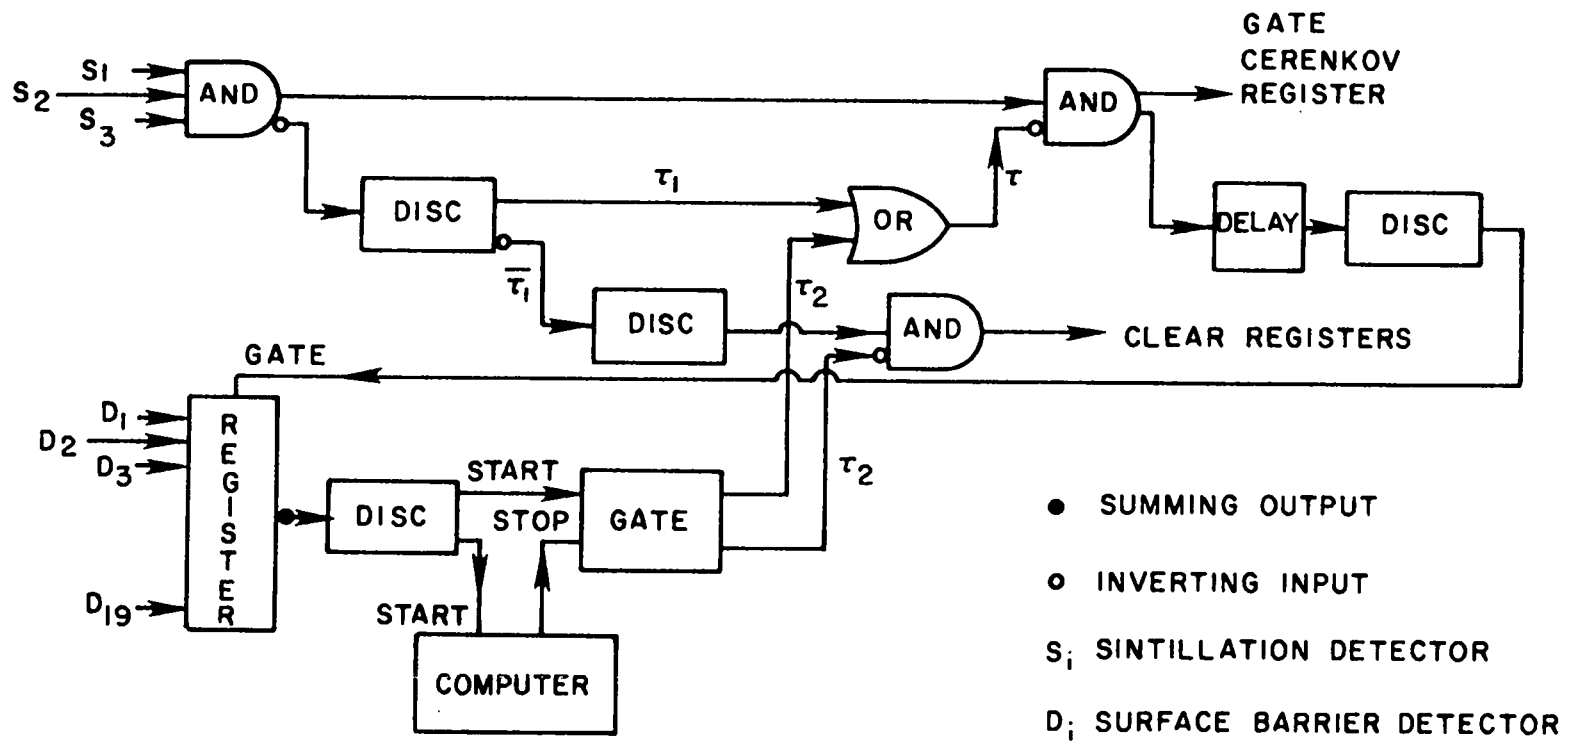 GATE
CERENKOV
REGISTER
S1
S2
S3
AND
AND
τ1
τ
DISC
OR
DELAY
DISC
τ̄1
τ2
DISC
AND
CLEAR REGISTERS
GATE
D1
D2
D3
D19
REGISTER
τ2
START
STOP
DISC
GATE
START
COMPUTER
SUMMING OUTPUT
INVERTING INPUT
Si SINTILLATION DETECTOR
Di SURFACE BARRIER DETECTOR